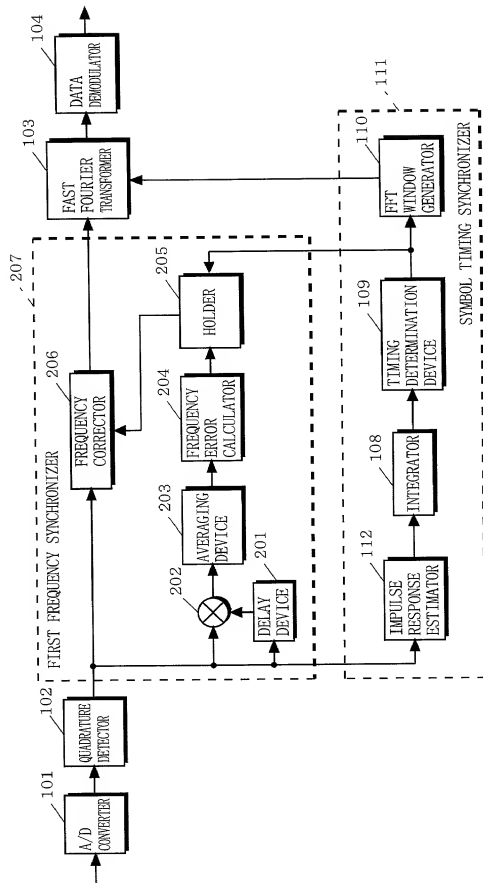 101
A/D
CONVERTER
102
QUADRATURE
DETECTOR
103
FAST
FOURIER
TRANSFORMER
104
DATA
DEMODULATOR
207
FIRST FREQUENCY SYNCHRONIZER
206
FREQUENCY
CORRECTOR
202
203
AVERAGING
DEVICE
204
FREQUENCY
ERROR
CALCULATOR
205
HOLDER
201
DELAY
DEVICE
111
112
IMPULSE
RESPONSE
ESTIMATOR
108
INTEGRATOR
109
TIMING
DETERMINATION
DEVICE
110
FFT
WINDOW
GENERATOR
SYMBOL TIMING SYNCHRONIZER